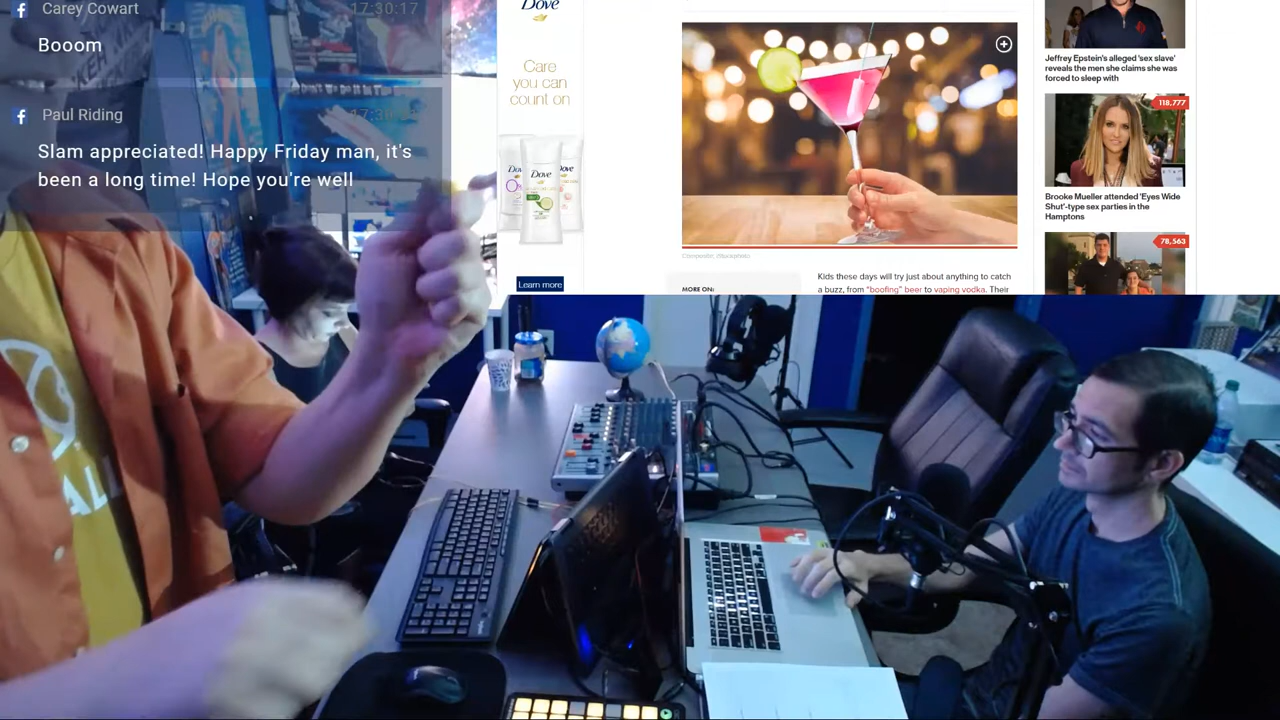 Carey Cowart 17:30:17
Booom
Paul Riding
Slam appreciated! Happy Friday man, it's
been a long time! Hope you're well
Dove
Care
you can
count on
Dove
Learn more
MORE ON:
Kids these days will try just about anything to catch
a buzz, from "boofing" beer to vaping vodka. Their
Jeffrey Epstein's alleged 'sex slave'
reveals the men she claims she was
forced to sleep with
118,777
Brooke Mueller attended 'Eyes Wide
Shut'-type sex parties in the
Hamptons
78,563